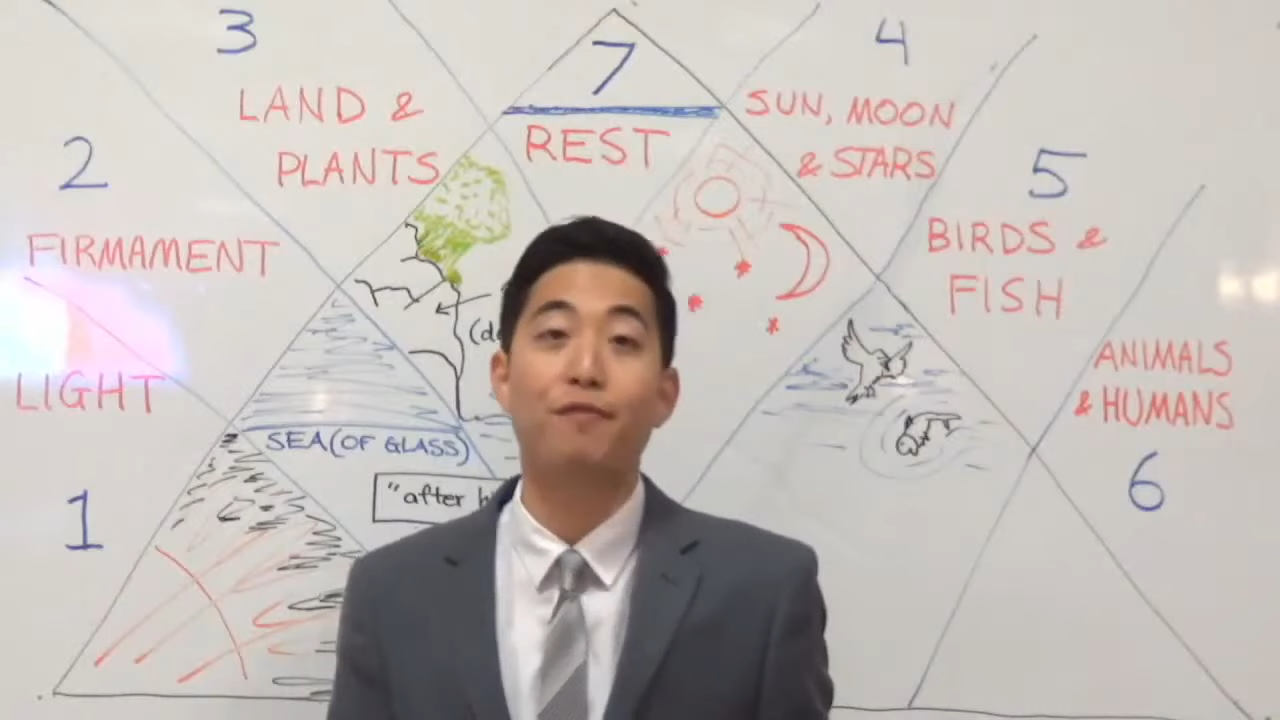 3
LAND &
PLANTS
2
FIRMAMENT
LIGHT
1
7
REST
4
SUN, MOON
& STARS
5
BIRDS &
FISH
ANIMALS
& HUMANS
6
SEA (OF GLASS)
"after